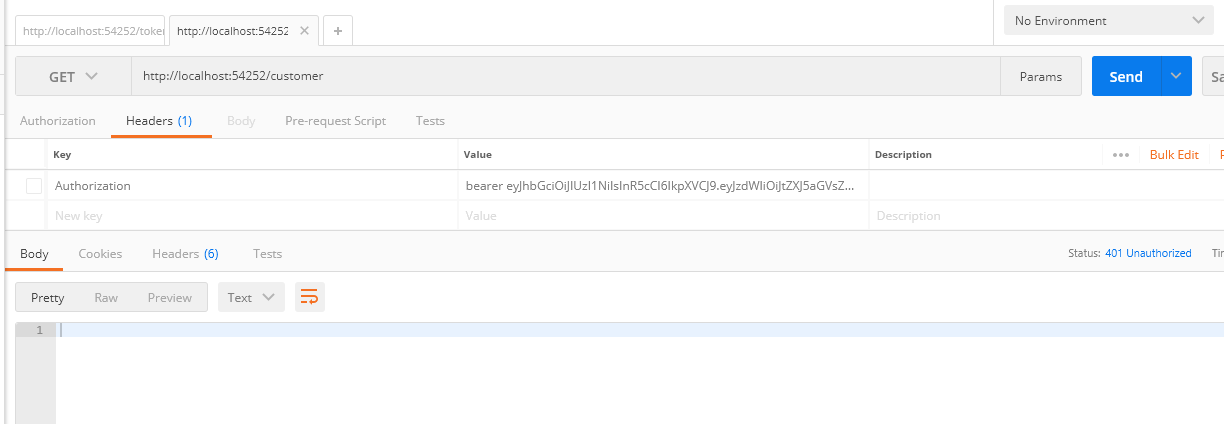 http://localhost:54252/token http://localhost:54252 × + No Environment
GET http://localhost:54252/customer Params Send
Authorization Headers (1) Body Pre-request Script Tests
Key Value Description ••• Bulk Edit
Authorization bearer eyJhbGciOiJIUzI1NiIsInR5cCI6IkpXVCJ9.eyJzdWIiOiJtZXJ5aGVsZ...
New key Value Description
Body Cookies Headers (6) Tests Status: 401 Unauthorized
Pretty Raw Preview Text
1